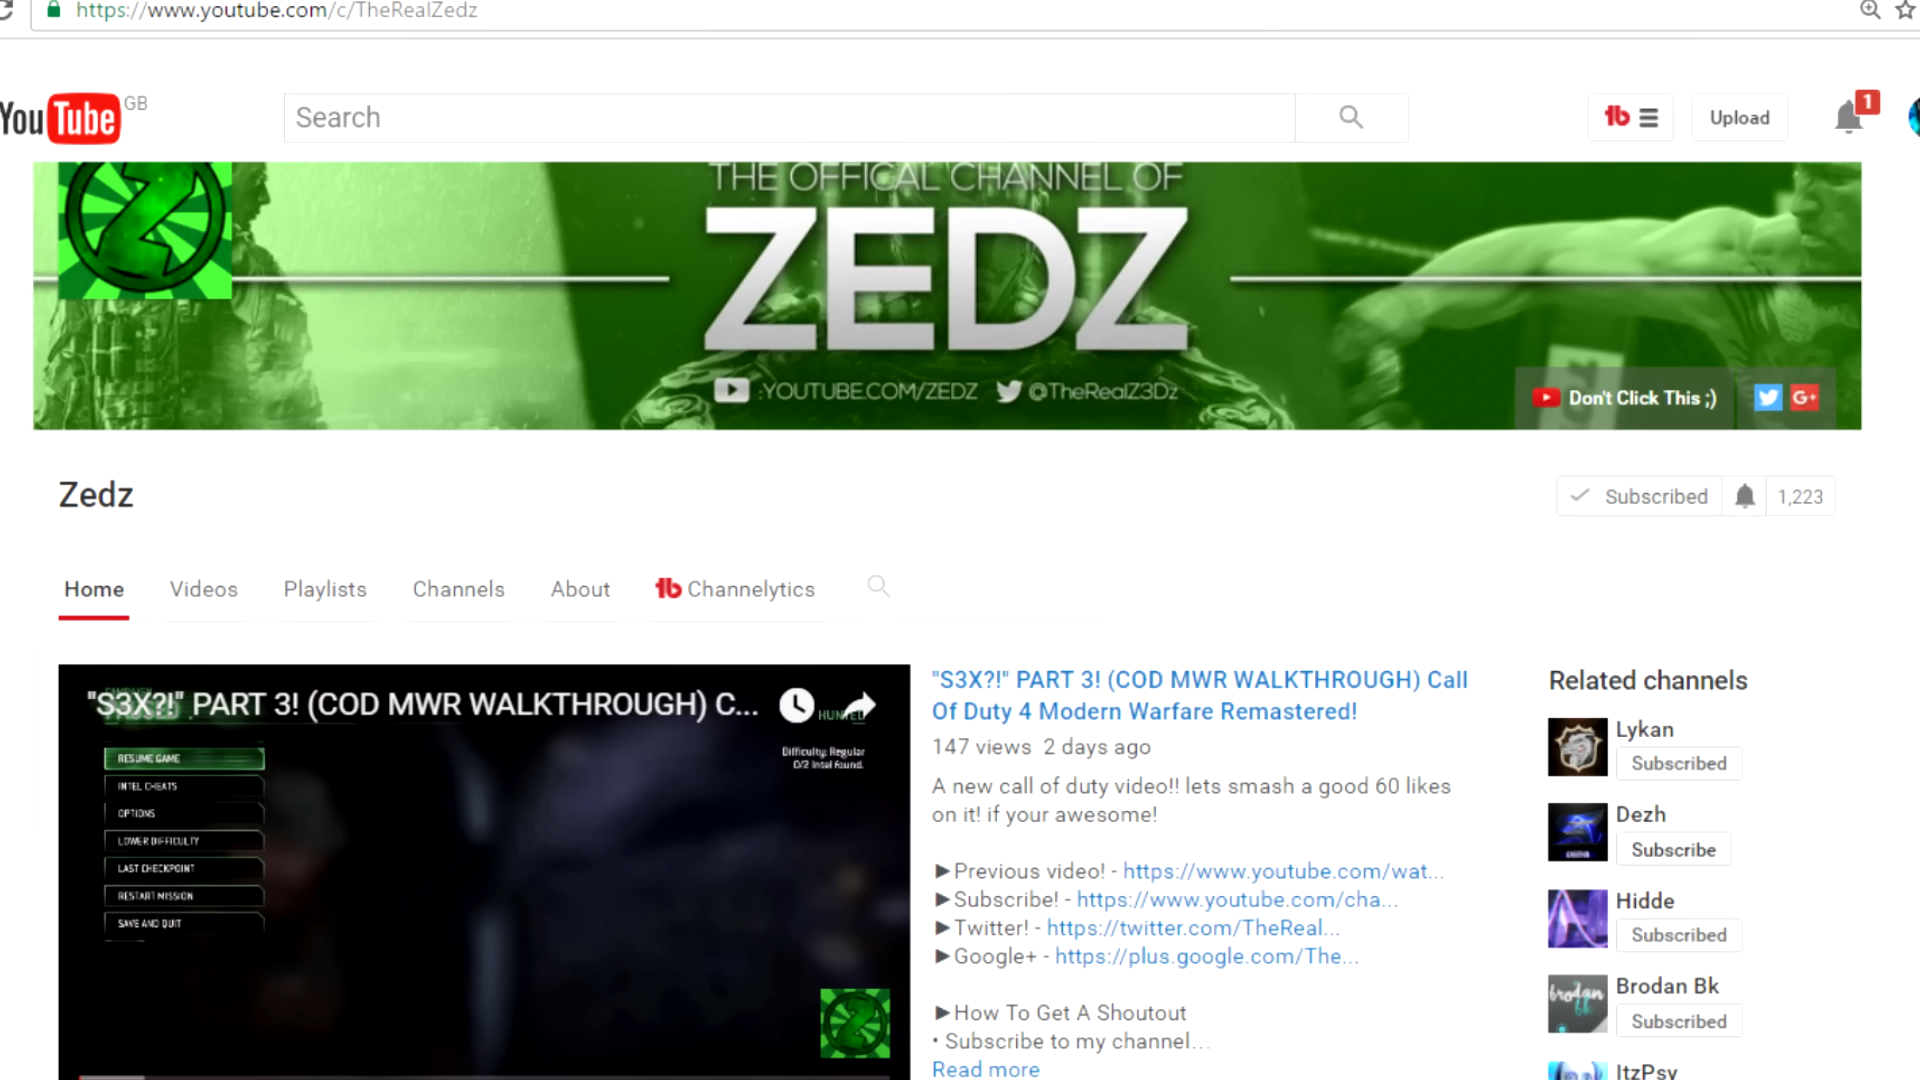 https://www.youtube.com/c/TheRealZedz
YouTube GB
Search
Upload
1
THE OFFICAL CHANNEL OF
ZEDZ
:YOUTUBE.COM/ZEDZ @TheRealZ3Dz
Don't Click This ;)
G+
Zedz
Subscribed 1,223
Home Videos Playlists Channels About Channelytics
"S3X?!" PART 3! (COD MWR WALKTHROUGH) C...
HUNTED
Difficulty: Regular
0/2 Intel found.
RESUME GAME
INTEL CHEATS
OPTIONS
LOWER DIFFICULTY
LAST CHECKPOINT
RESTART MISSION
SAVE AND QUIT
"S3X?!" PART 3! (COD MWR WALKTHROUGH) Call
Of Duty 4 Modern Warfare Remastered!
147 views 2 days ago
A new call of duty video!! lets smash a good 60 likes
on it! if your awesome!
►Previous video! - https://www.youtube.com/wat...
►Subscribe! - https://www.youtube.com/cha...
►Twitter! - https://twitter.com/TheReal...
►Google+ - https://plus.google.com/The...
►How To Get A Shoutout
• Subscribe to my channel...
Read more
Related channels
Lykan
Subscribed
Dezh
Subscribe
Hidde
Subscribed
brodan
bk
Brodan Bk
Subscribed
ItzPsy